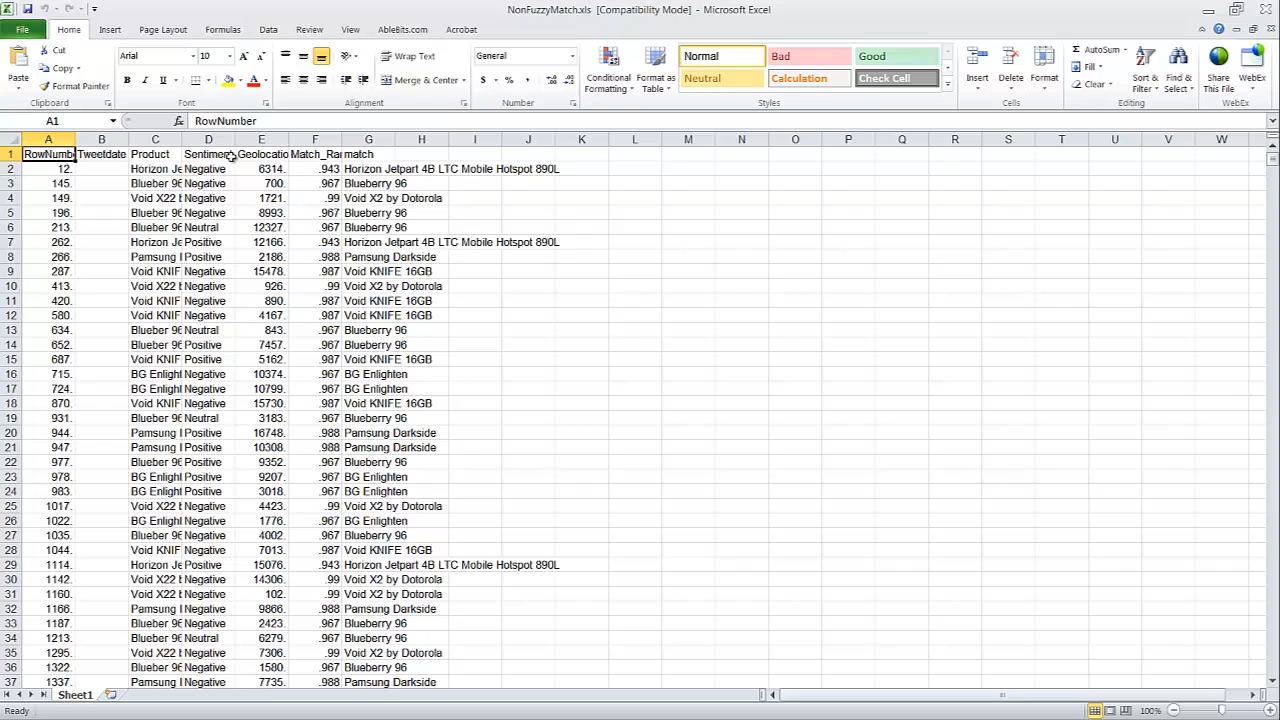 NonFuzzyMatch.xls [Compatibility Mode] - Microsoft Excel
File Home Insert Page Layout Formulas Data Review View AbleBits.com Acrobat
Paste Cut Copy Format Painter Clipboard
Arial 10 B I U A A A Font
Wrap Text Merge & Center Alignment
General $ % , Number
Conditional Formatting Format as Table Normal Bad Good Neutral Calculation Check Cell Styles
Insert Delete Format Cells
AutoSum Fill Clear Sort & Filter Find & Select Editing
Share This File WebEx WebEx
A1 fx RowNumber
A B C D E F G H I J K L M N O P Q R S T U V W
1 RowNumbe Tweetdate Product Sentimen Geolocatio Match_Ra match
2 12. Horizon Je Negative 6314. .943 Horizon Jetpart 4B LTC Mobile Hotspot 890L
3 145. Blueber 96 Negative 700. .967 Blueberry 96
4 149. Void X22 b Negative 1721. .99 Void X2 by Dotorola
5 196. Blueber 96 Negative 8993. .967 Blueberry 96
6 213. Blueber 96 Neutral 12327. .967 Blueberry 96
7 262. Horizon Je Positive 12166. .943 Horizon Jetpart 4B LTC Mobile Hotspot 890L
8 266. Pamsung I Positive 2186. .988 Pamsung Darkside
9 287. Void KNIF Negative 15478. .987 Void KNIFE 16GB
10 413. Void X22 b Negative 926. .99 Void X2 by Dotorola
11 420. Void KNIF Negative 890. .987 Void KNIFE 16GB
12 580. Void KNIF Negative 4167. .987 Void KNIFE 16GB
13 634. Blueber 96 Neutral 843. .967 Blueberry 96
14 652. Blueber 96 Positive 7457. .967 Blueberry 96
15 687. Void KNIF Positive 5162. .987 Void KNIFE 16GB
16 715. BG Enlight Negative 10374. .967 BG Enlighten
17 724. BG Enlight Negative 10799. .967 BG Enlighten
18 870. Void KNIF Negative 15730. .987 Void KNIFE 16GB
19 931. Blueber 96 Neutral 3183. .967 Blueberry 96
20 944. Pamsung I Positive 16748. .988 Pamsung Darkside
21 947. Pamsung I Positive 10308. .988 Pamsung Darkside
22 977. Blueber 96 Positive 9352. .967 Blueberry 96
23 978. BG Enlight Positive 9207. .967 BG Enlighten
24 983. BG Enlight Positive 3018. .967 BG Enlighten
25 1017. Void X22 b Negative 4423. .99 Void X2 by Dotorola
26 1022. BG Enlight Negative 1776. .967 BG Enlighten
27 1035. Blueber 96 Negative 4002. .967 Blueberry 96
28 1044. Void KNIF Negative 7013. .987 Void KNIFE 16GB
29 1114. Horizon Je Positive 15076. .943 Horizon Jetpart 4B LTC Mobile Hotspot 890L
30 1142. Void X22 b Negative 14306. .99 Void X2 by Dotorola
31 1160. Void X22 b Negative 102. .99 Void X2 by Dotorola
32 1166. Pamsung I Negative 9866. .988 Pamsung Darkside
33 1187. Blueber 96 Negative 2423. .967 Blueberry 96
34 1213. Blueber 96 Neutral 6279. .967 Blueberry 96
35 1295. Void X22 b Negative 7306. .99 Void X2 by Dotorola
36 1322. Blueber 96 Negative 1580. .967 Blueberry 96
37 1337. Pamsung I Negative 7735. .988 Pamsung Darkside
Sheet1
Ready 100%